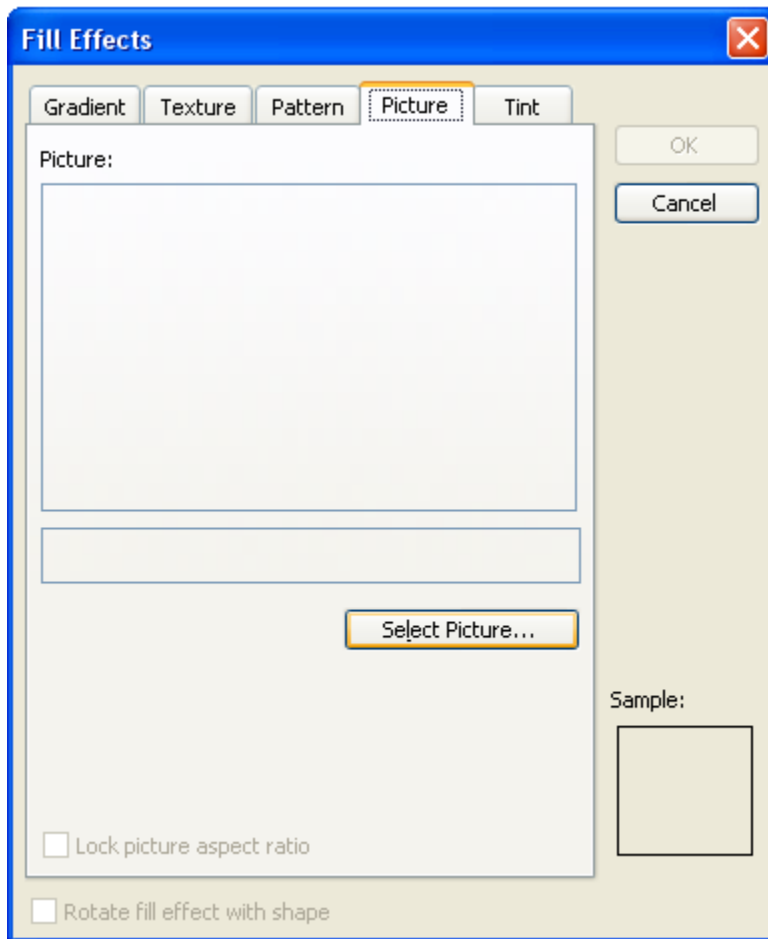 Fill Effects
Gradient Texture Pattern Picture Tint
Picture:
OK
Cancel
Select Picture...
Sample:
Lock picture aspect ratio
Rotate fill effect with shape